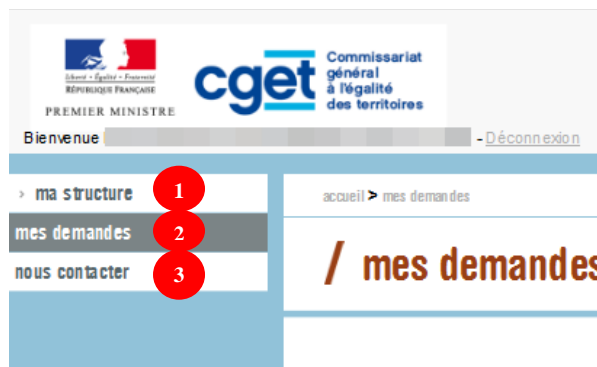 Liberté • Égalité • Fraternité
RÉPUBLIQUE FRANÇAISE
PREMIER MINISTRE
cget
Commissariat
général
à l'égalité
des territoires
Bienvenue - Déconnexion
› ma structure 1
mes demandes 2
nous contacter 3
accueil > mes demandes
/ mes demandes